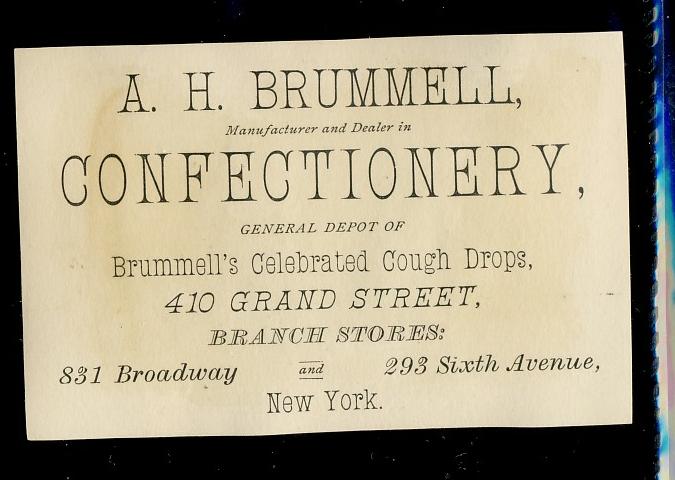 A. H. BRUMMELL,
Manufacturer and Dealer in
CONFECTIONERY,
GENERAL DEPOT OF
Brummell's Celebrated Cough Drops,
410 GRAND STREET,
BRANCH STORES:
831 Broadway and 293 Sixth Avenue,
New York.